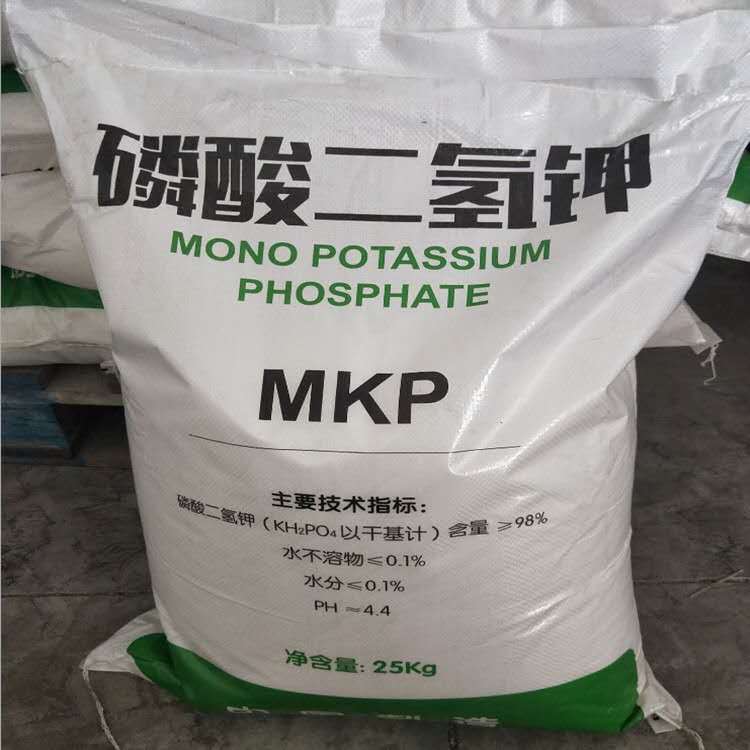 磷酸二氢钾
MONO POTASSIUM
PHOSPHATE
MKP
主要技术指标：
磷酸二氢钾（KH₂PO₄以干基计）含量 ≥98%
水不溶物≤0.1%
水分≤0.1%
PH ≈4.4
净含量: 25Kg